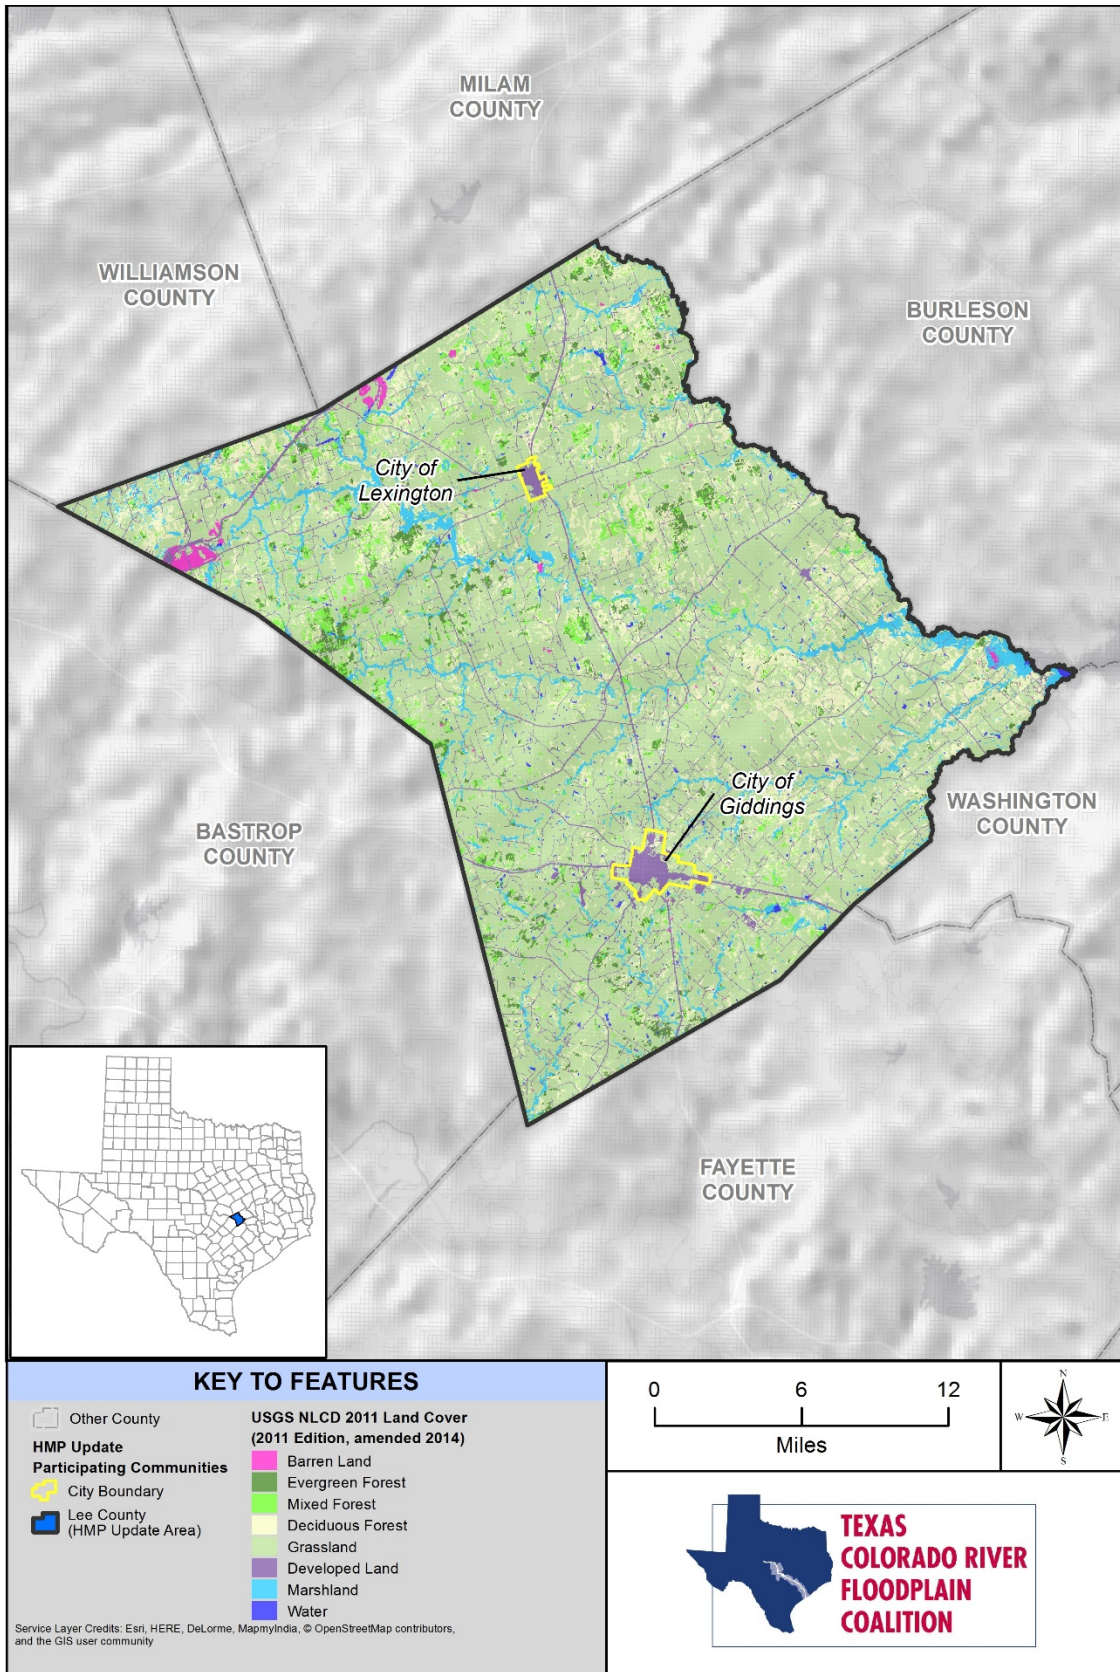 MILAM
COUNTY
WILLIAMSON
COUNTY
BURLESON
COUNTY
City of
Lexington
City of
Giddings
WASHINGTON
COUNTY
BASTROP
COUNTY
FAYETTE
COUNTY
KEY TO FEATURES
Other County
HMP Update
Participating Communities
City Boundary
Lee County
(HMP Update Area)
USGS NLCD 2011 Land Cover
(2011 Edition, amended 2014)
Barren Land
Evergreen Forest
Mixed Forest
Deciduous Forest
Grassland
Developed Land
Marshland
Water
Service Layer Credits: Esri, HERE, DeLorme, MapmyIndia, © OpenStreetMap contributors,
and the GIS user community
0 6 12
Miles
N
W E
S
TEXAS
COLORADO RIVER
FLOODPLAIN
COALITION